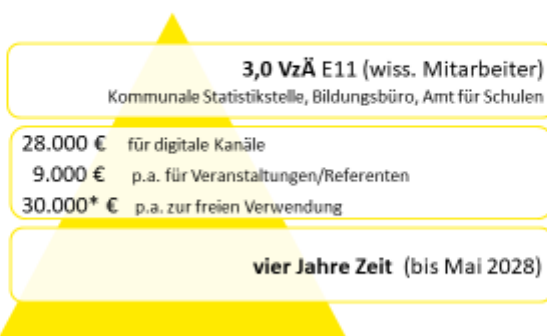 3,0 VzÄ E11 (wiss. Mitarbeiter)
Kommunale Statistikstelle, Bildungsbüro, Amt für Schulen
28.000 € für digitale Kanäle
9.000 € p.a. für Veranstaltungen/Referenten
30.000* € p.a. zur freien Verwendung
vier Jahre Zeit (bis Mai 2028)